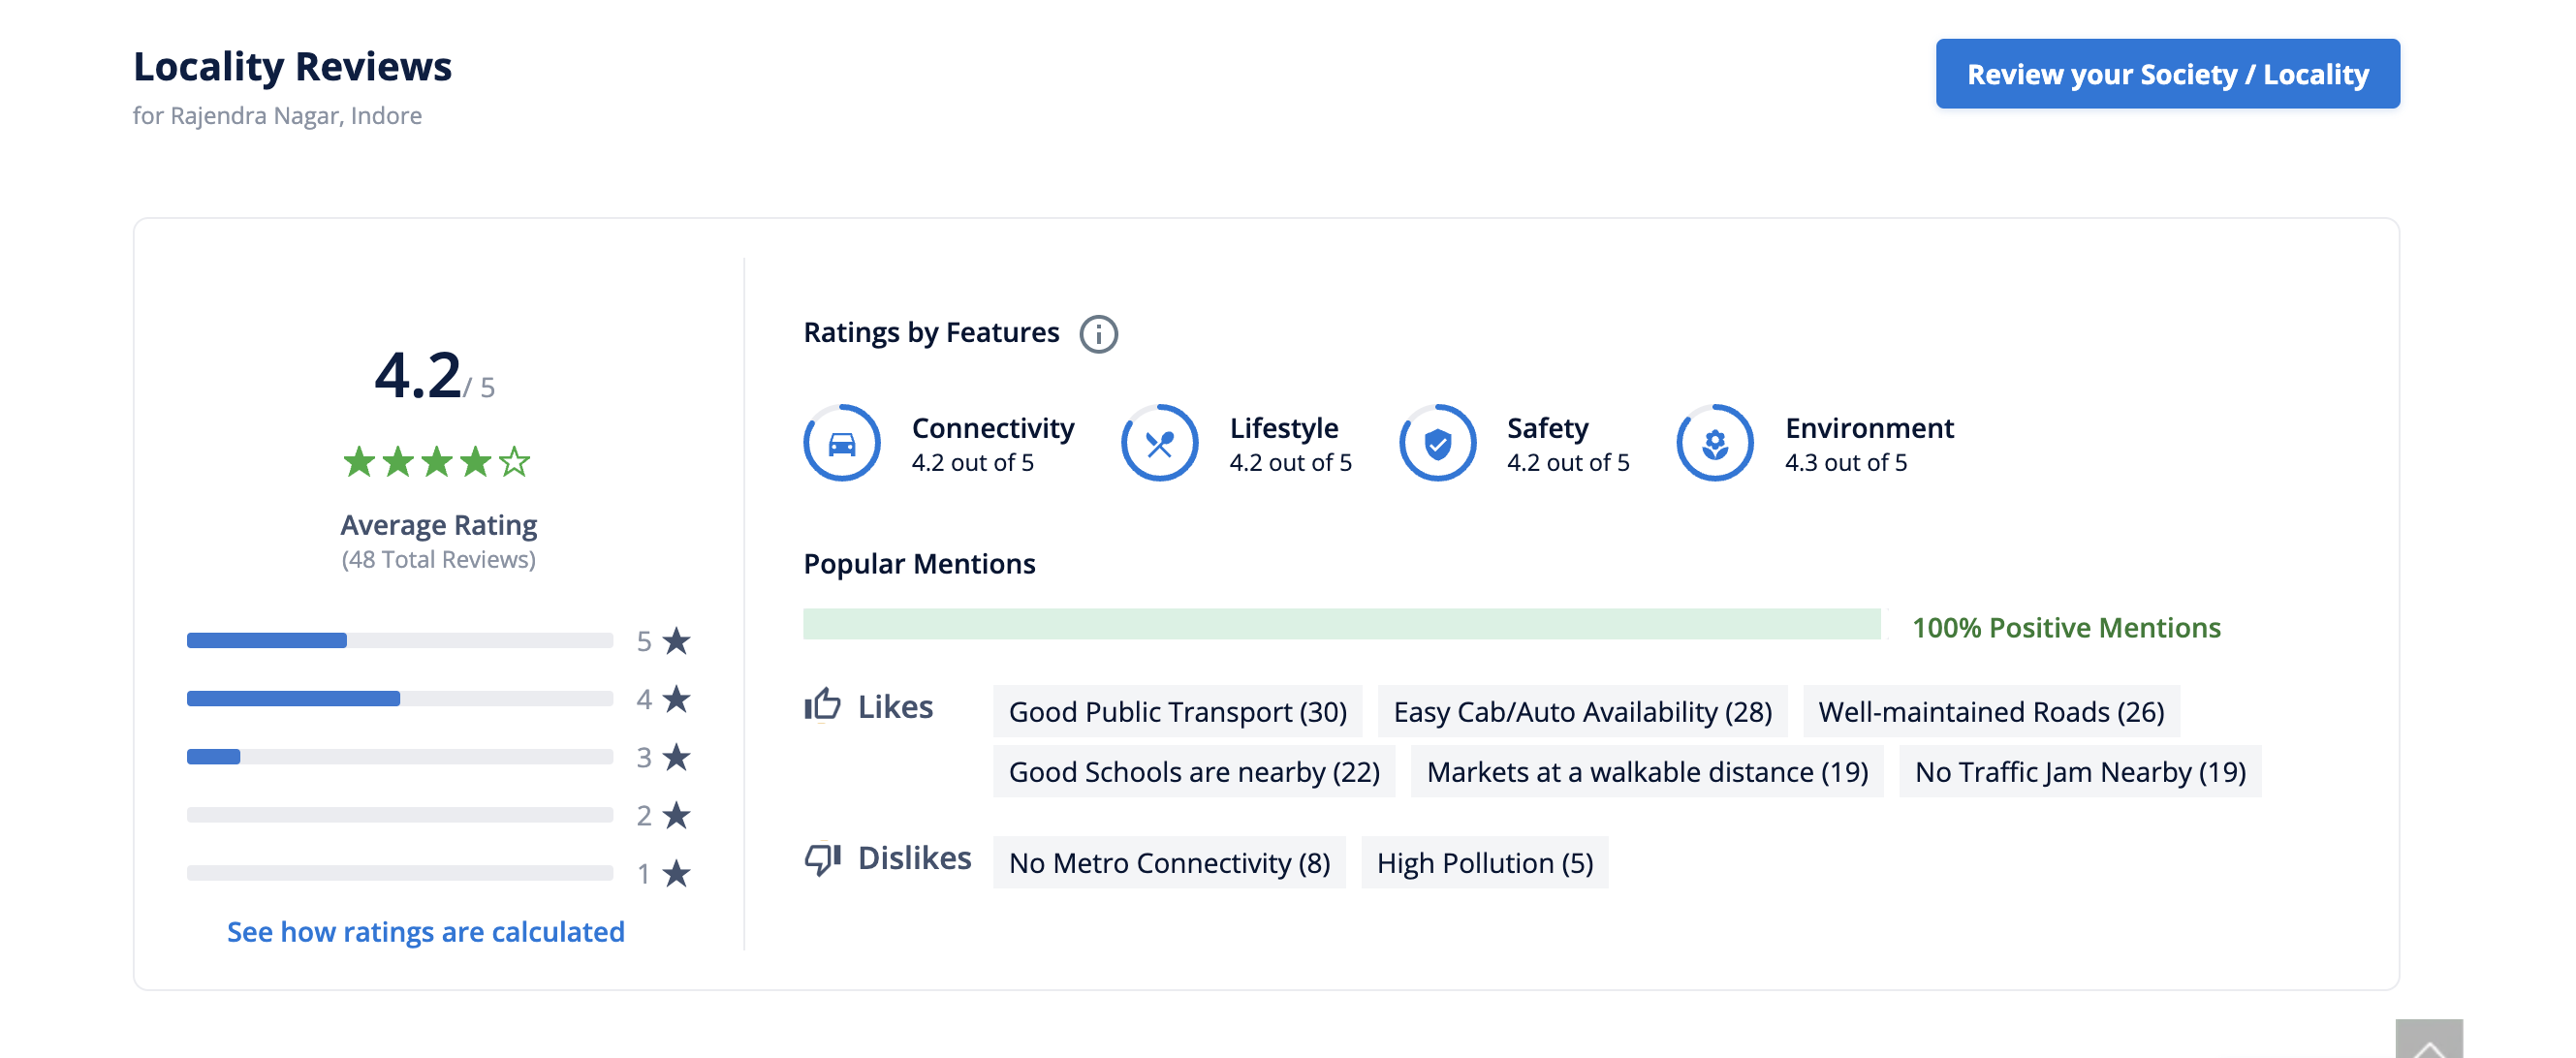 Locality Reviews
for Rajendra Nagar, Indore
Review your Society / Locality
4.2/ 5
Average Rating
(48 Total Reviews)
5
4
3
2
1
See how ratings are calculated
Ratings by Features
Connectivity
4.2 out of 5
Lifestyle
4.2 out of 5
Safety
4.2 out of 5
Environment
4.3 out of 5
Popular Mentions
100% Positive Mentions
Likes
Good Public Transport (30)
Easy Cab/Auto Availability (28)
Well-maintained Roads (26)
Good Schools are nearby (22)
Markets at a walkable distance (19)
No Traffic Jam Nearby (19)
Dislikes
No Metro Connectivity (8)
High Pollution (5)